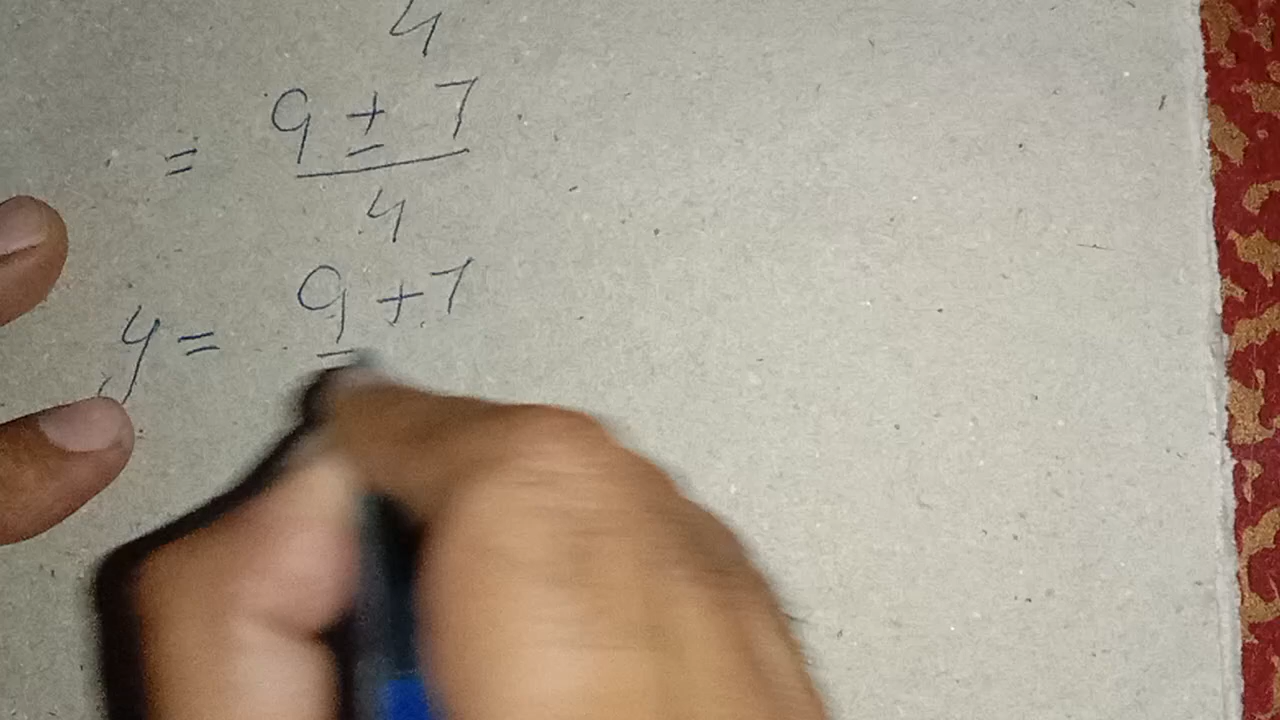 4
= 9 ± 7
4
y = 9 + 7